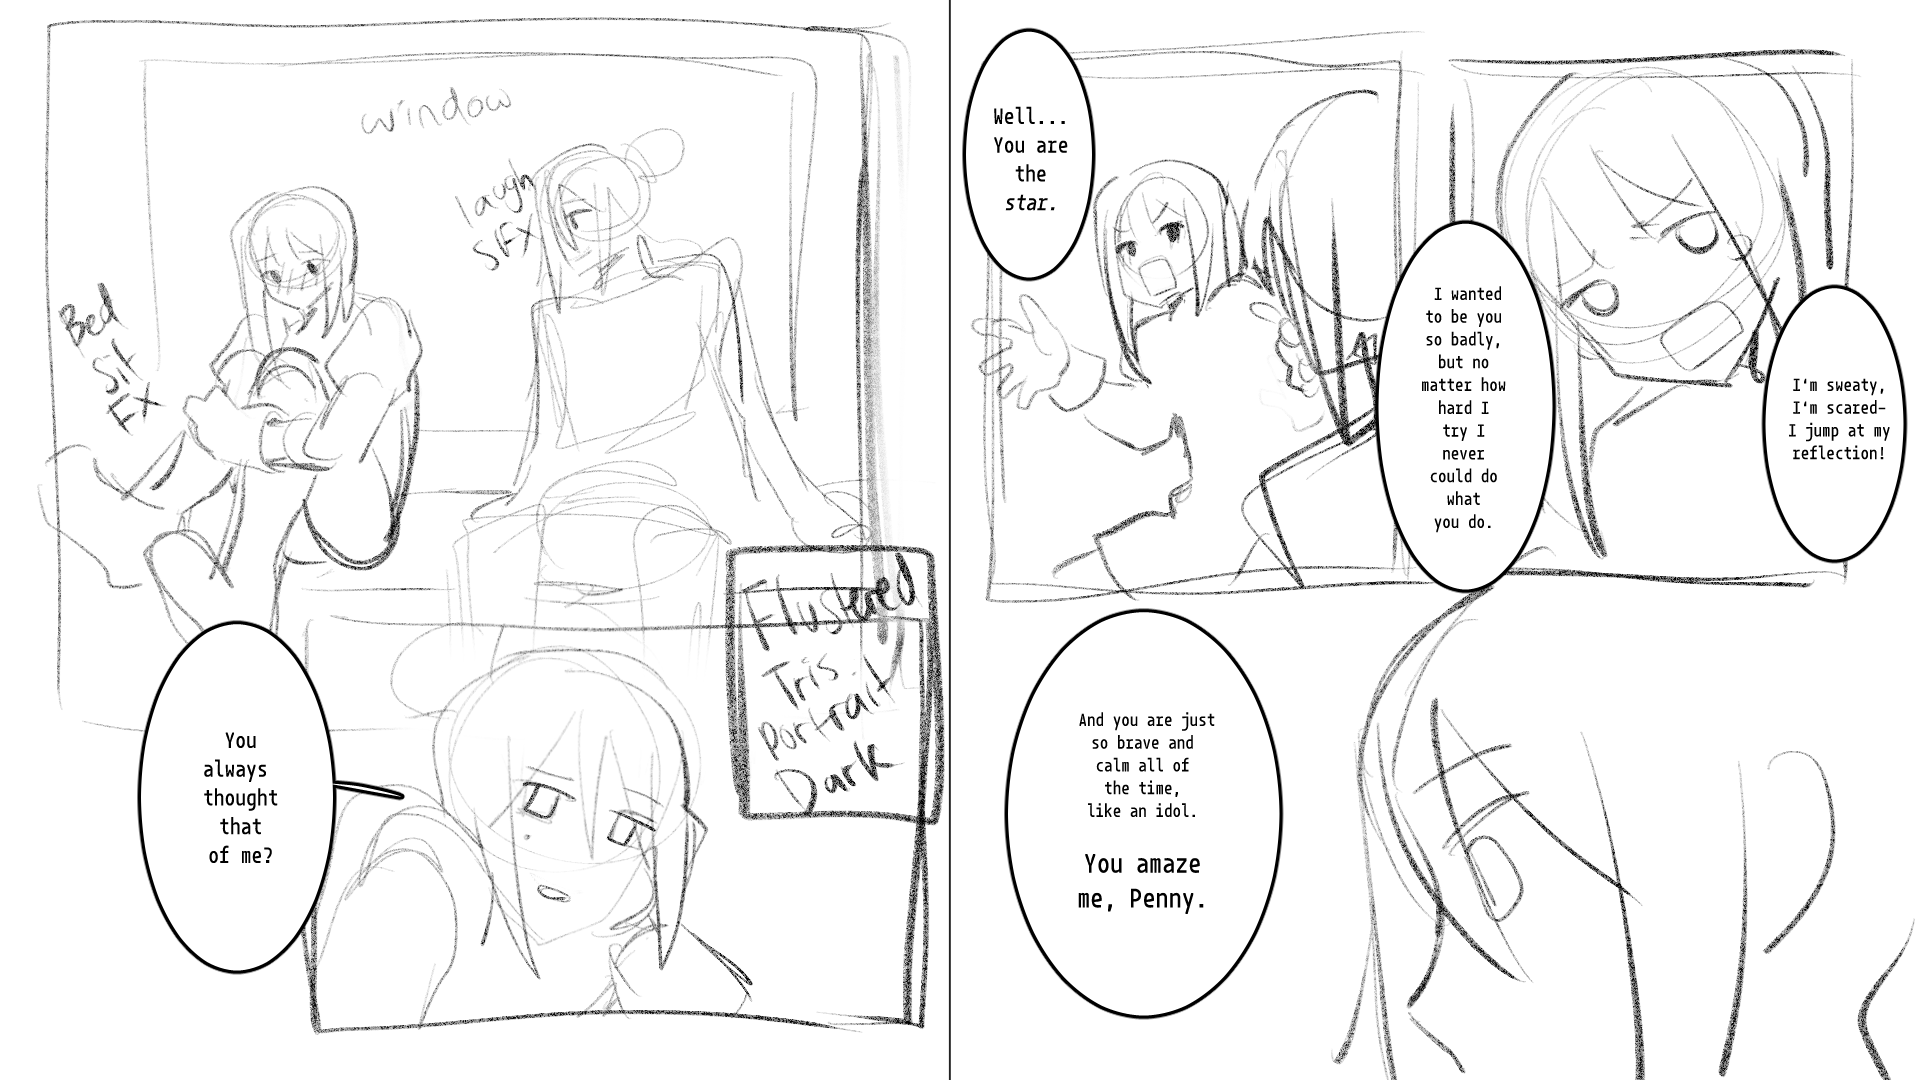 window
laugh
SFX
Bed
Sit
FX
Flustered
Tris.
Portrait
Dark
You
always
thought
that
of me?
Well...
You are
the
star.
I wanted
to be you
so badly,
but no
matter how
hard I
try I
never
could do
what
you do.
I'm sweaty,
I'm scared-
I jump at my
reflection!
And you are just
so brave and
calm all of
the time,
like an idol.
You amaze
me, Penny.